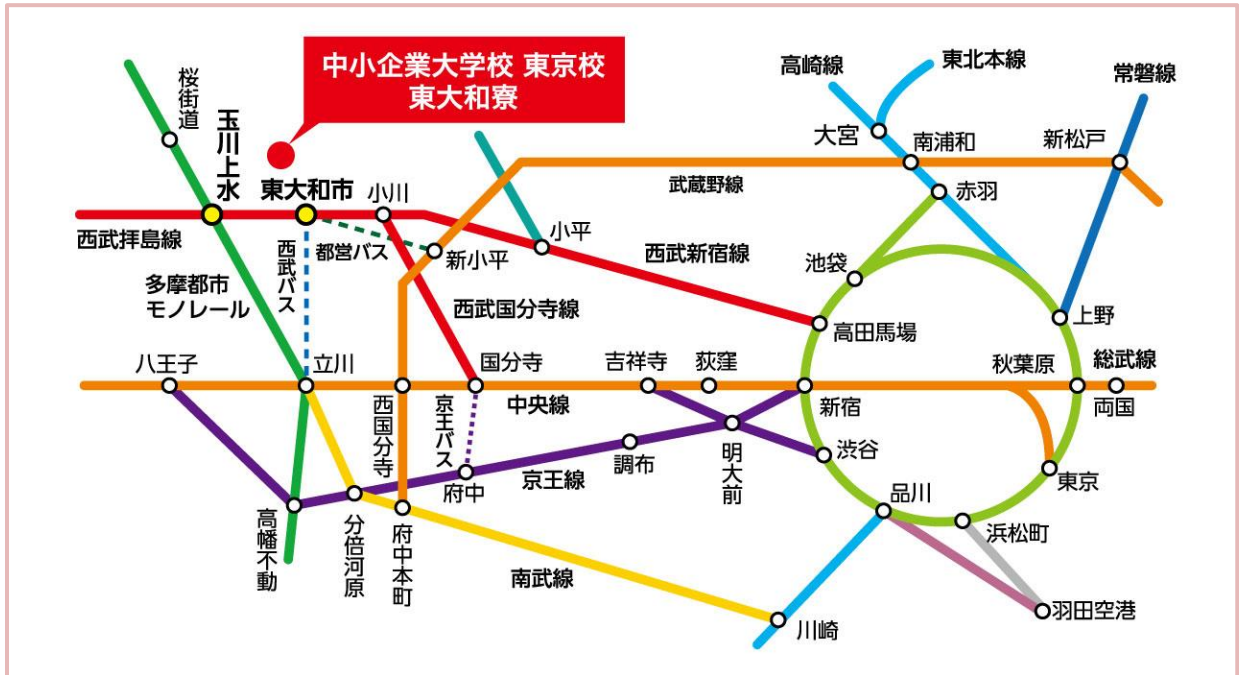 中小企業大学校 東京校
東大和寮
桜街道
玉川上水
東大和市
小川
西武拝島線
西武バス
都営バス
新小平
小平
武蔵野線
西武新宿線
高崎線
東北本線
常磐線
大宮
南浦和
新松戸
赤羽
池袋
高田馬場
上野
多摩都市
モノレール
西武国分寺線
八王子
立川
国分寺
吉祥寺
荻窪
秋葉原
総武線
西国分寺
京王バス
中央線
新宿
両国
明大前
渋谷
調布
京王線
府中
東京
品川
浜松町
高幡不動
分倍河原
府中本町
南武線
川崎
羽田空港